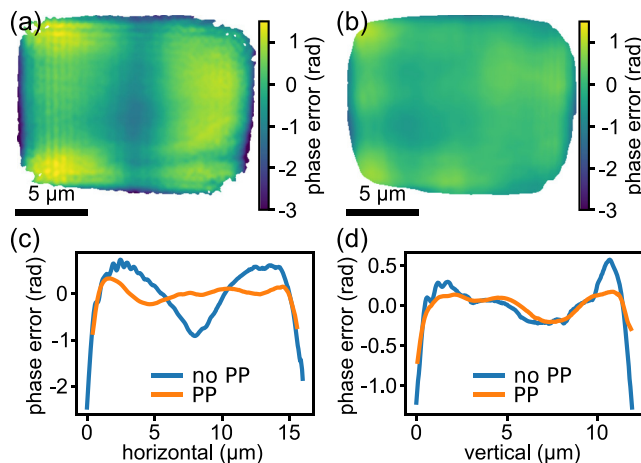 (a)
1
0
-1
-2
-3
phase error (rad)
5 µm
(b)
1
0
-1
-2
-3
phase error (rad)
5 µm
(c)
0
-1
-2
phase error (rad)
no PP
PP
0
5
10
15
horizontal (µm)
(d)
0.5
0.0
-0.5
-1.0
phase error (rad)
no PP
PP
0
5
10
vertical (µm)